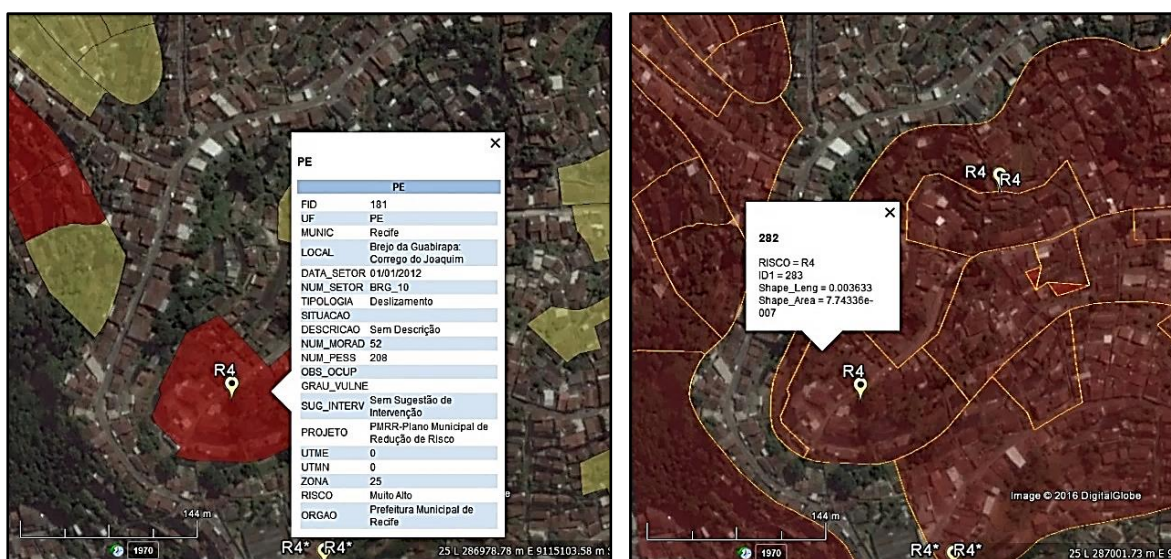 PE
PE
FID 181
UF PE
MUNIC Recife
LOCAL Brejo da Guabirapa:
Corrego do Joaquim
DATA_SETOR 01/01/2012
NUM_SETOR BRG_10
TIPOLOGIA Deslizamento
SITUACAO
DESCRICAO Sem Descrição
NUM_MORAD 52
NUM_PESS 208
OBS_OCUP
GRAU_VULNE
SUG_INTERV Sem Sugestão de
Intervenção
PROJETO PMRR-Plano Municipal de
Redução de Risco
UTME 0
UTMN 0
ZONA 25
RISCO Muito Alto
ORGAO Prefeitura Municipal de
Recife
R4
144 m
1970
R4* R4*
25 L 286978.78 m E 9115103.58 m S
R4 R4
282
RISCO = R4
ID1 = 283
Shape_Leng = 0.003633
Shape_Area = 7.74336e-
007
R4
Image © 2016 DigitalGlobe
144 m
1970
R4* R4*
25 L 287001.73 m E